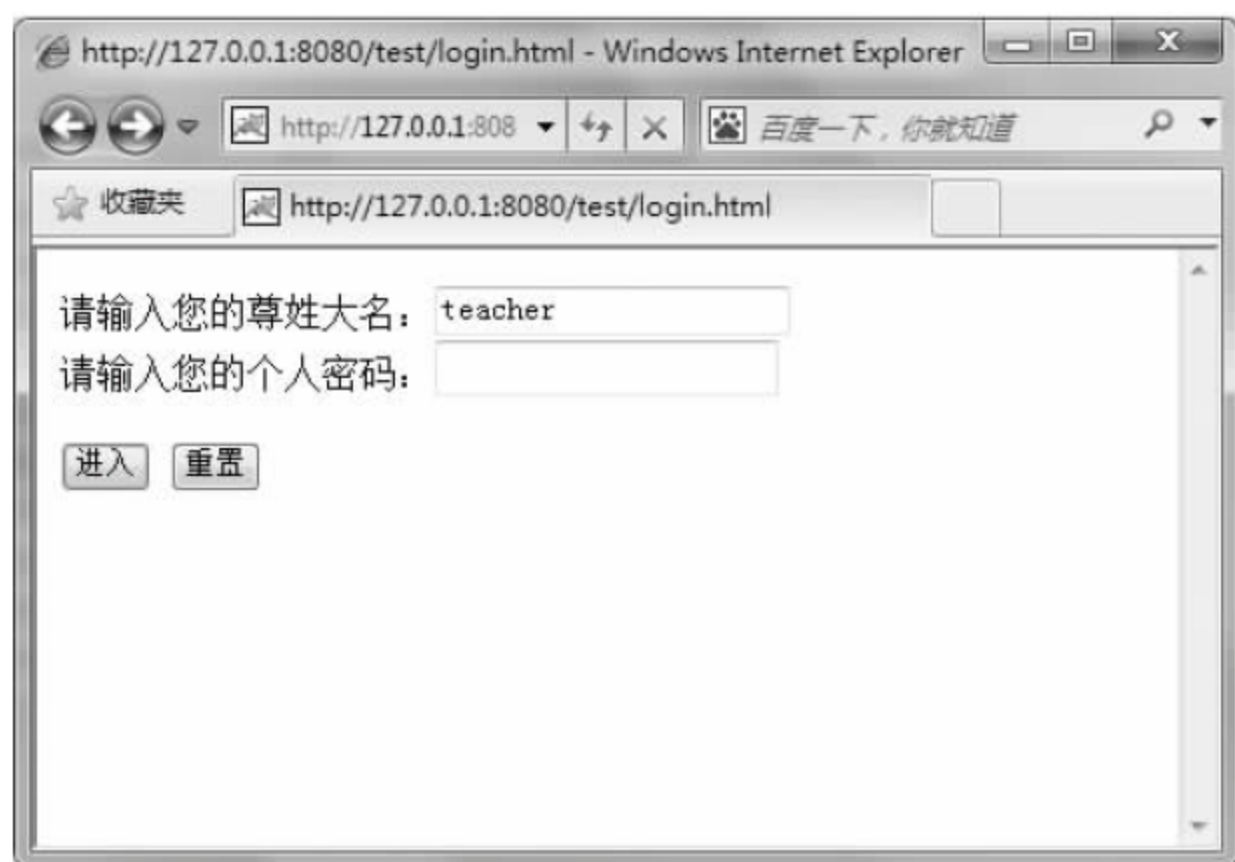 http://127.0.0.1:8080/test/login.html - Windows Internet Explorer
http://127.0.0.1:808 百度一下，你就知道
收藏夹 http://127.0.0.1:8080/test/login.html
请输入您的尊姓大名： teacher
请输入您的个人密码：
进入 重置